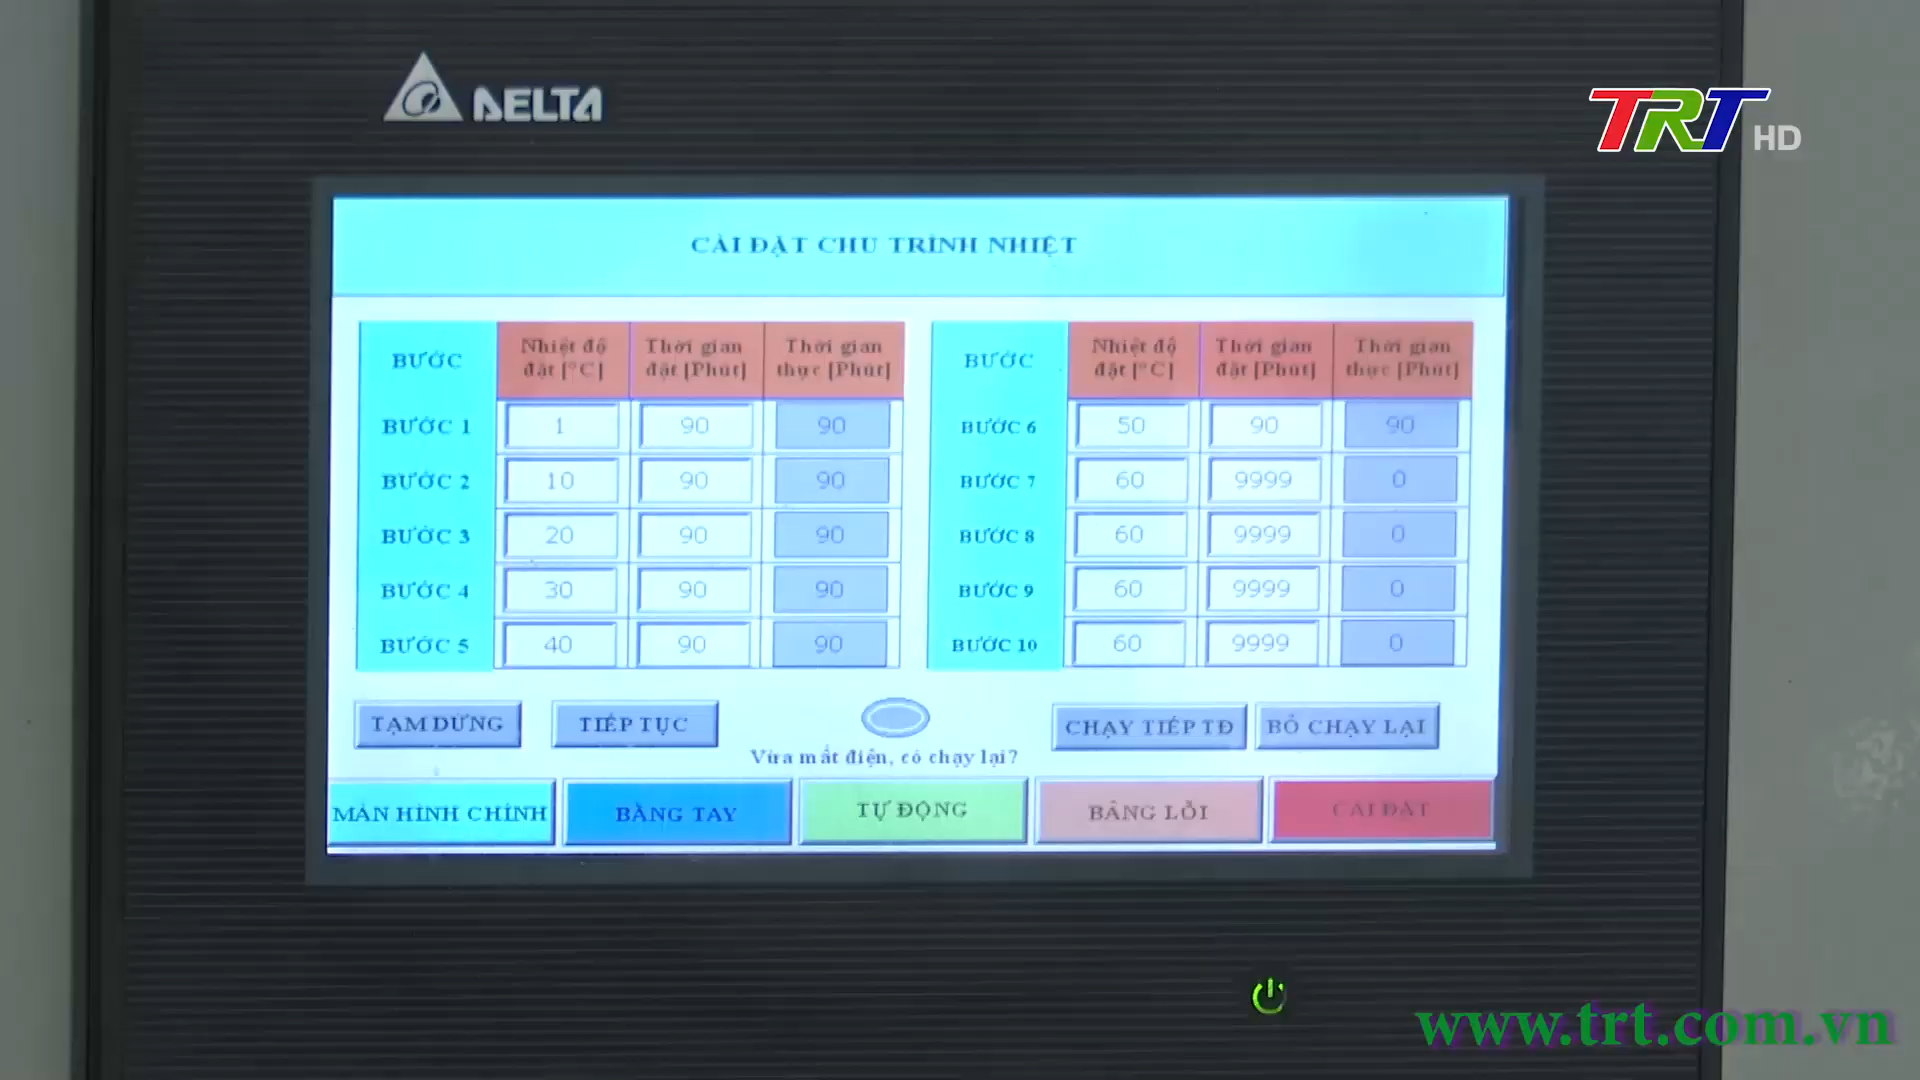 DELTA
TRT HD
CÀI ĐẶT CHU TRÌNH NHIỆT
BƯỚC
Nhiệt độ đặt [°C]
Thời gian đặt [Phút]
Thời gian thực [Phút]
BƯỚC 1 1 90 90
BƯỚC 2 10 90 90
BƯỚC 3 20 90 90
BƯỚC 4 30 90 90
BƯỚC 5 40 90 90
BƯỚC
Nhiệt độ đặt [°C]
Thời gian đặt [Phút]
Thời gian thực [Phút]
BƯỚC 6 50 90 90
BƯỚC 7 60 9999 0
BƯỚC 8 60 9999 0
BƯỚC 9 60 9999 0
BƯỚC 10 60 9999 0
TẠM DỪNG
TIẾP TỤC
Vừa mất điện, có chạy lại?
CHẠY TIẾP TĐ
BỎ CHẠY LẠI
MÀN HÌNH CHÍNH
BẰNG TAY
TỰ ĐỘNG
BẢNG LỖI
CÀI ĐẶT
www.trt.com.vn